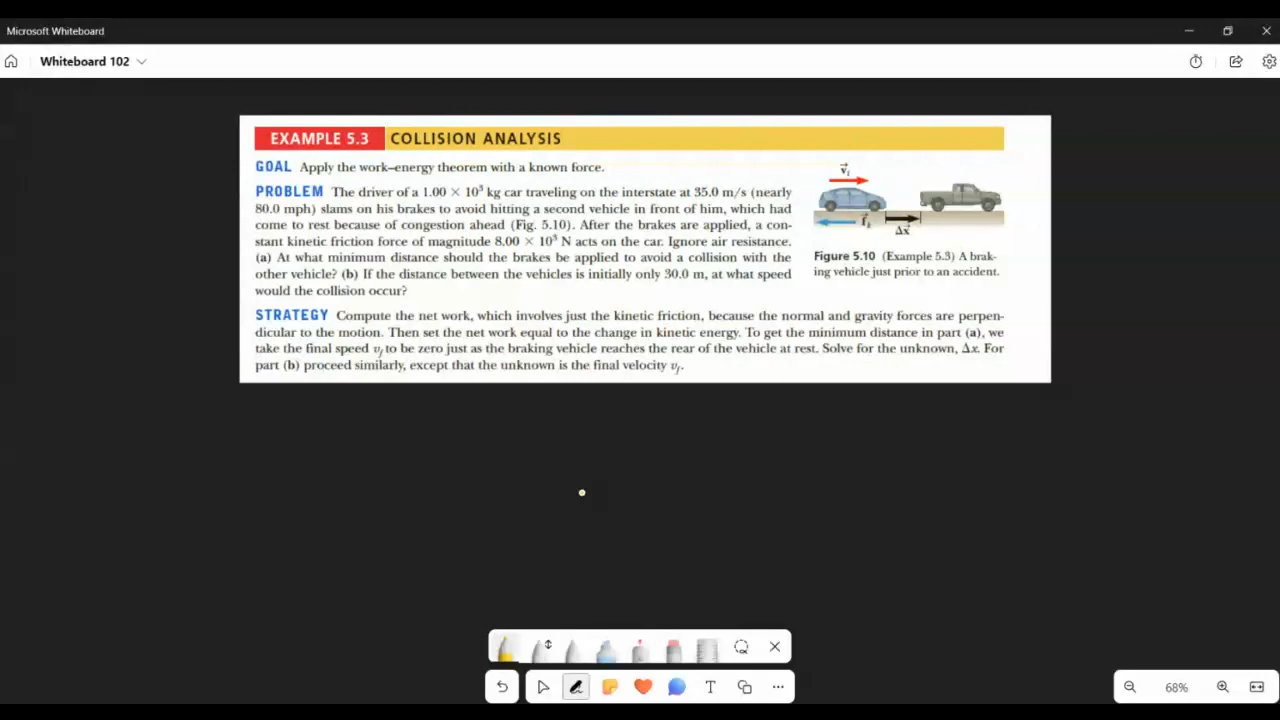 Microsoft Whiteboard
Whiteboard 102
EXAMPLE 5.3 COLLISION ANALYSIS
GOAL Apply the work–energy theorem with a known force.
PROBLEM The driver of a 1.00 × 10³ kg car traveling on the interstate at 35.0 m/s (nearly
80.0 mph) slams on his brakes to avoid hitting a second vehicle in front of him, which had
come to rest because of congestion ahead (Fig. 5.10). After the brakes are applied, a con-
stant kinetic friction force of magnitude 8.00 × 10³ N acts on the car. Ignore air resistance.
(a) At what minimum distance should the brakes be applied to avoid a collision with the
other vehicle? (b) If the distance between the vehicles is initially only 30.0 m, at what speed
would the collision occur?
v⃗ᵢ
f⃗ₖ
Δx⃗
Figure 5.10 (Example 5.3) A brak-
ing vehicle just prior to an accident.
STRATEGY Compute the net work, which involves just the kinetic friction, because the normal and gravity forces are perpen-
dicular to the motion. Then set the net work equal to the change in kinetic energy. To get the minimum distance in part (a), we
take the final speed v_f to be zero just as the braking vehicle reaches the rear of the vehicle at rest. Solve for the unknown, Δx. For
part (b) proceed similarly, except that the unknown is the final velocity v_f.
T
68%